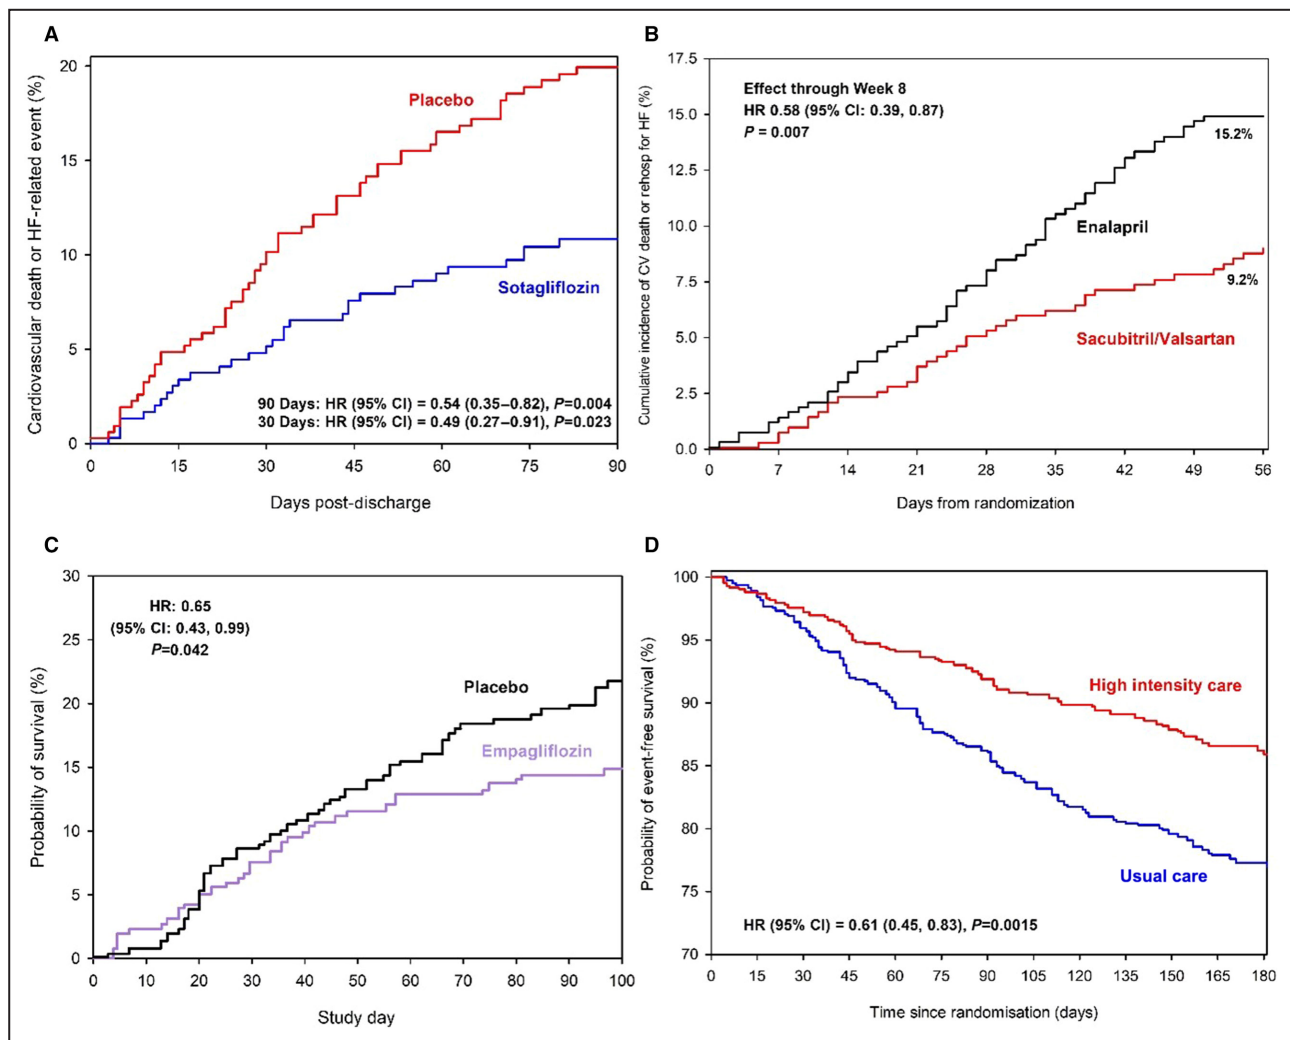 A
Cardiovascular death or HF-related event (%)
20
15
10
5
0
Placebo
Sotagliflozin
90 Days: HR (95% CI) = 0.54 (0.35–0.82), P=0.004
30 Days: HR (95% CI) = 0.49 (0.27–0.91), P=0.023
0 15 30 45 60 75 90
Days post-discharge
B
Cumulative incidence of CV death or rehosp for HF (%)
17.5
15.0
12.5
10.0
7.5
5.0
2.5
0.0
Effect through Week 8
HR 0.58 (95% CI: 0.39, 0.87)
P = 0.007
15.2%
Enalapril
9.2%
Sacubitril/Valsartan
0 7 14 21 28 35 42 49 56
Days from randomization
C
Probability of survival (%)
30
25
20
15
10
5
0
HR: 0.65
(95% CI: 0.43, 0.99)
P=0.042
Placebo
Empagliflozin
0 10 20 30 40 50 60 70 80 90 100
Study day
D
Probability of event-free survival (%)
100
95
90
85
80
75
70
High intensity care
Usual care
HR (95% CI) = 0.61 (0.45, 0.83), P=0.0015
0 15 30 45 60 75 90 105 120 135 150 165 180
Time since randomisation (days)